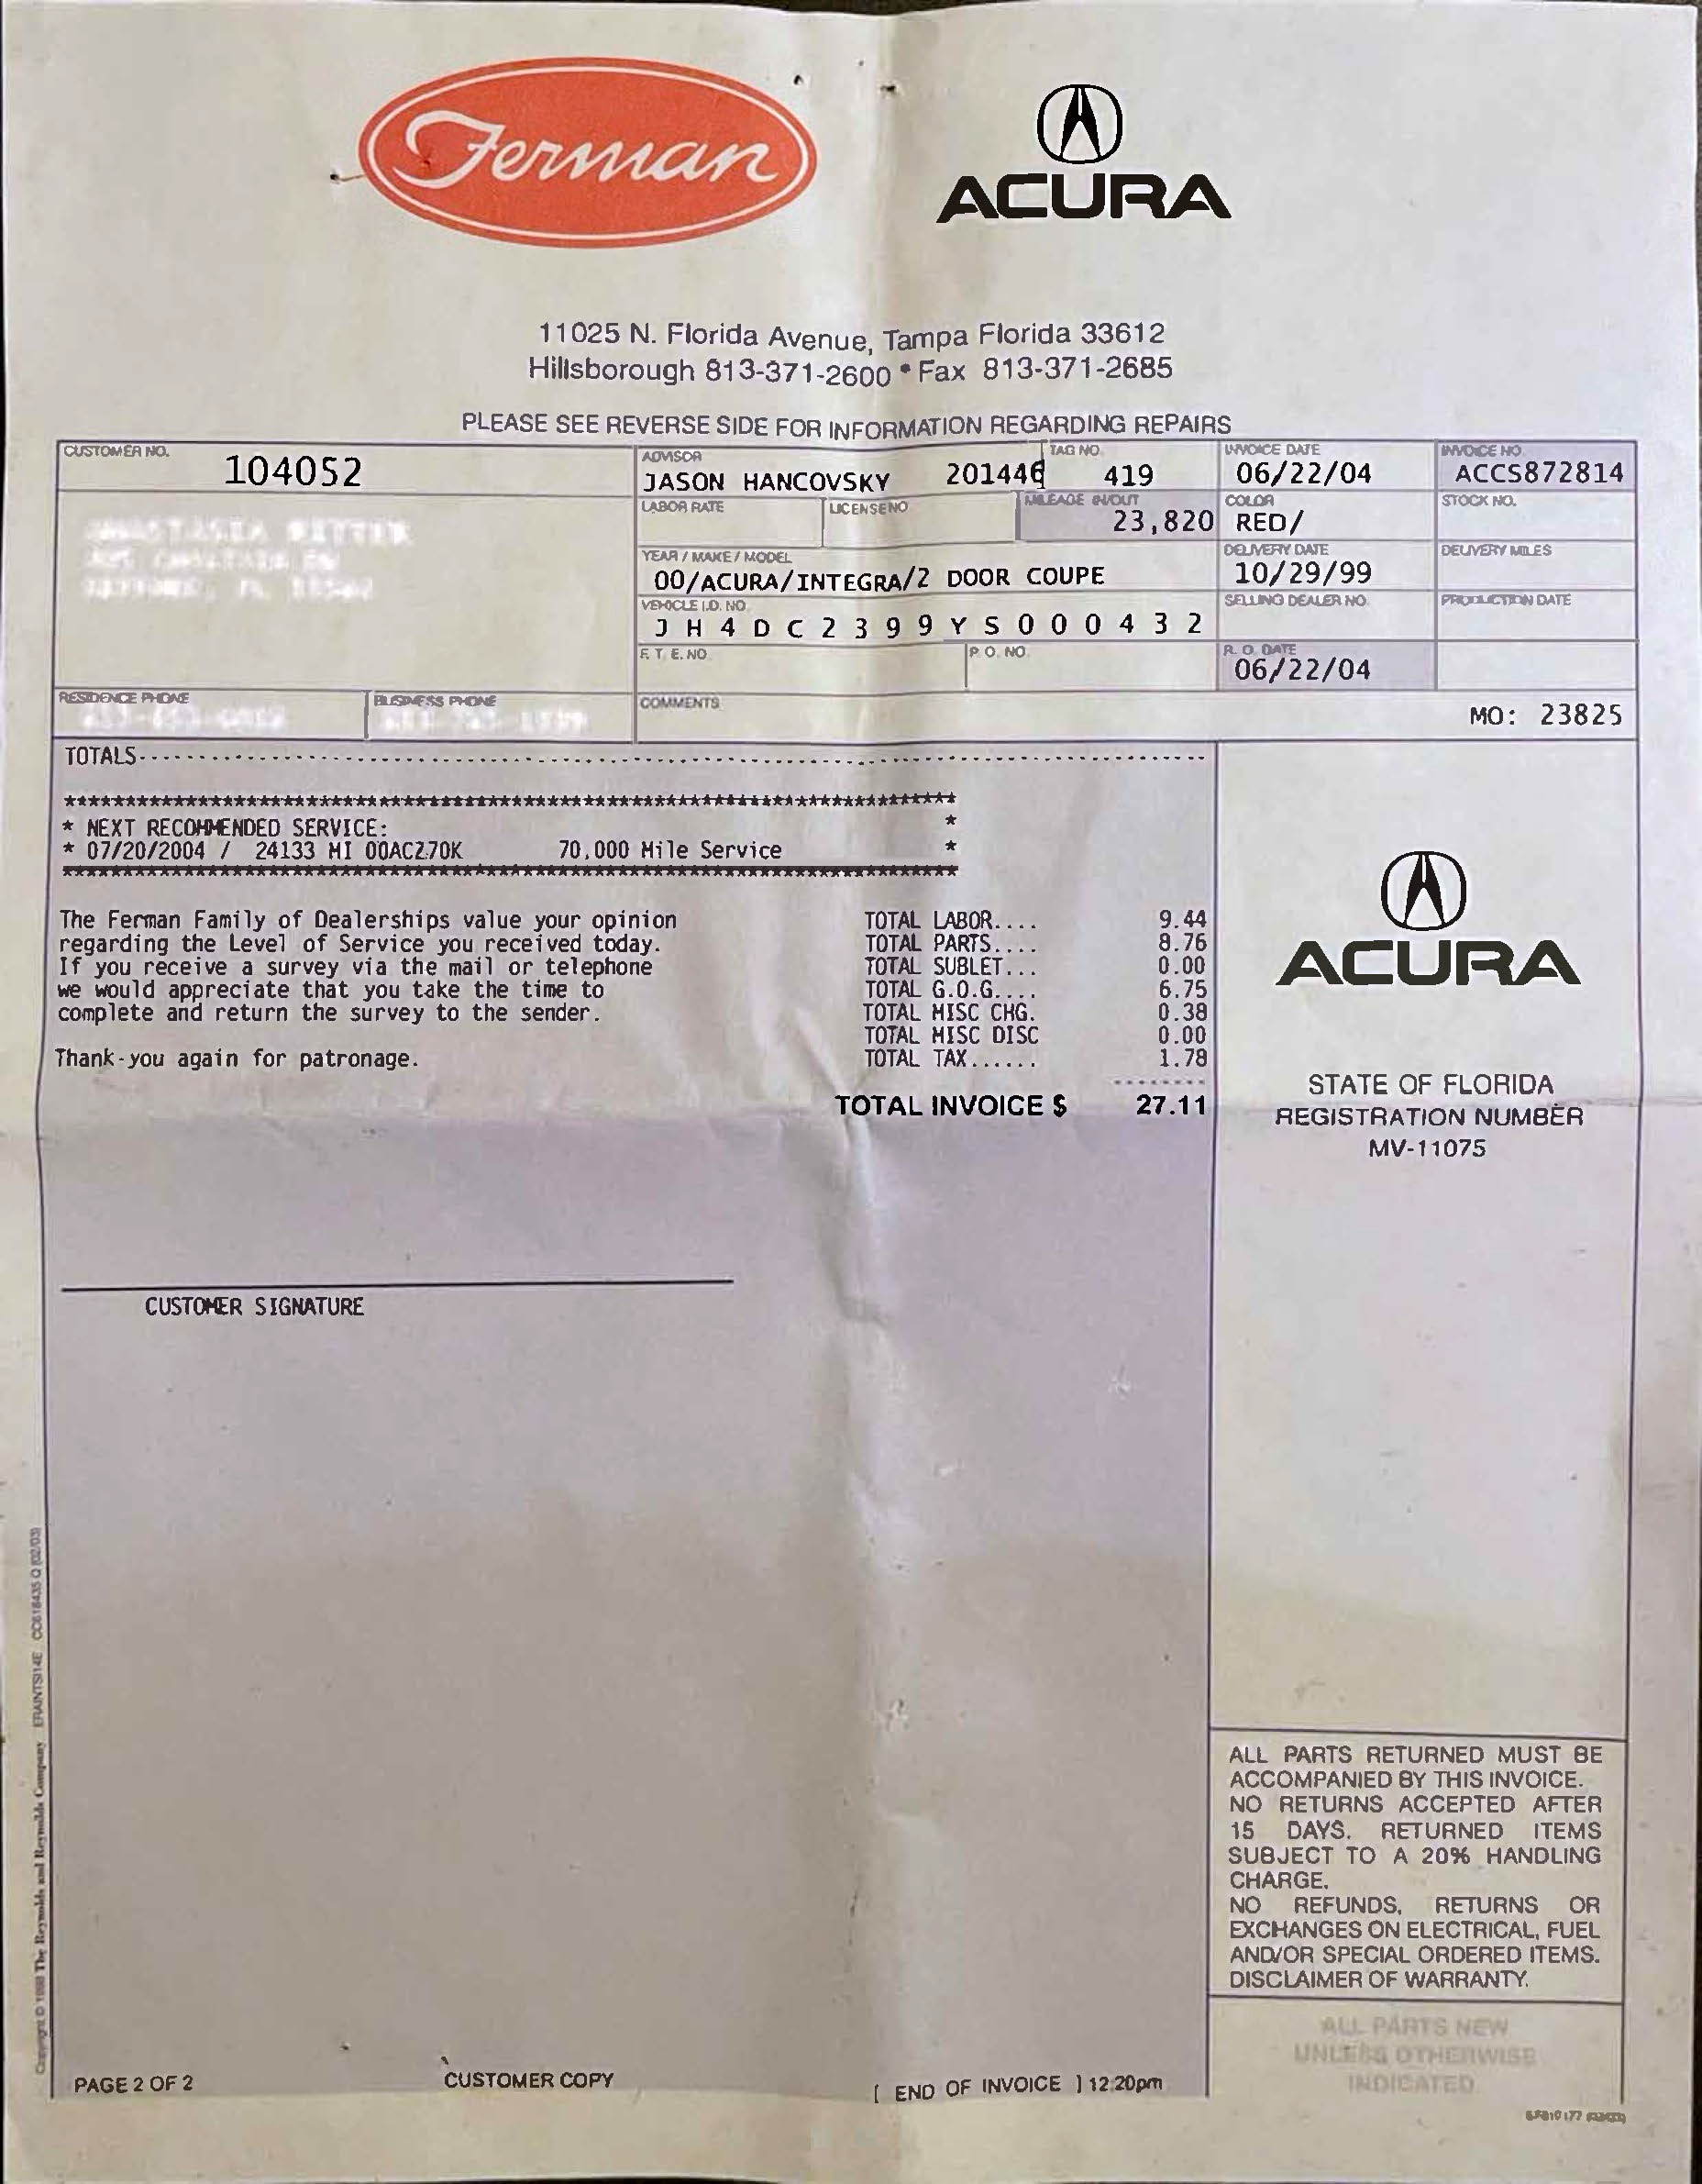 Ferman
ACURA
11025 N. Florida Avenue, Tampa Florida 33612
Hillsborough 813-371-2600 • Fax 813-371-2685
PLEASE SEE REVERSE SIDE FOR INFORMATION REGARDING REPAIRS
CUSTOMER NO. ADVISOR TAG NO. INVOICE DATE INVOICE NO.
104052 JASON HANCOVSKY 419 06/22/04 ACCS872814
LABOR RATE LICENSE NO MILEAGE IN/OUT COLOR STOCK NO.
23,820 RED/
YEAR / MAKE / MODEL DELIVERY DATE DELIVERY MILES
00/ACURA/INTEGRA/2 DOOR COUPE 10/29/99
VEHICLE I.D. NO. SELLING DEALER NO. PRODUCTION DATE
J H 4 D C 2 3 9 9 Y S 0 0 0 4 3 2
F. T. E. NO. P. O. NO. R. O. DATE
06/22/04
RESIDENCE PHONE BUSINESS PHONE COMMENTS
MO: 23825
TOTALS------------------------------------------------------------
*************************************************************************
* NEXT RECOMMENDED SERVICE: *
* 07/20/2004 / 24133 MI 00AC270K 70,000 Mile Service *
*************************************************************************
The Ferman Family of Dealerships value your opinion
regarding the Level of Service you received today.
If you receive a survey via the mail or telephone
we would appreciate that you take the time to
complete and return the survey to the sender.
Thank-you again for patronage.
TOTAL LABOR.... 9.44
TOTAL PARTS.... 8.76
TOTAL SUBLET... 0.00
TOTAL G.O.G.... 6.75
TOTAL MISC CHG. 0.38
TOTAL MISC DISC 0.00
TOTAL TAX...... 1.78
--------
TOTAL INVOICE $ 27.11
ACURA
STATE OF FLORIDA
REGISTRATION NUMBER
MV-11075
CUSTOMER SIGNATURE
ALL PARTS RETURNED MUST BE
ACCOMPANIED BY THIS INVOICE.
NO RETURNS ACCEPTED AFTER
15 DAYS. RETURNED ITEMS
SUBJECT TO A 20% HANDLING
CHARGE.
NO REFUNDS, RETURNS OR
EXCHANGES ON ELECTRICAL, FUEL
AND/OR SPECIAL ORDERED ITEMS.
DISCLAIMER OF WARRANTY.
ALL PARTS NEW
UNLESS OTHERWISE
INDICATED
PAGE 2 OF 2 CUSTOMER COPY [ END OF INVOICE ] 12:20pm
Copyright © 1998 The Reynolds and Reynolds Company ERAINTSI14E CC618435 Q (02/03)